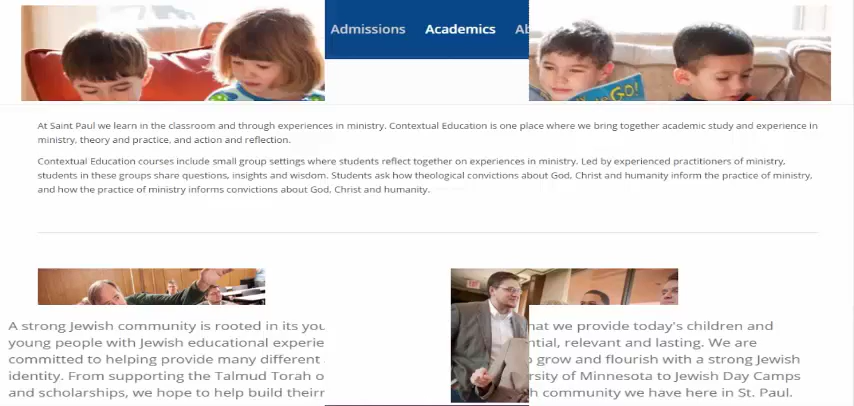 Admissions Academics
GO!
At Saint Paul we learn in the classroom and through experiences in ministry. Contextual Education is one place where we bring together academic study and experience in
ministry, theory and practice, and action and reflection.
Contextual Education courses include small group settings where students reflect together on experiences in ministry. Led by experienced practitioners of ministry,
students in these groups share questions, insights and wisdom. Students ask how theological convictions about God, Christ and humanity inform the practice of ministry,
and how the practice of ministry informs convictions about God, Christ and humanity.
A strong Jewish community is rooted in its
that we provide today's children and
young people with Jewish educational
relevant and lasting. We are
committed to helping provide many different
grow and flourish with a strong Jewish
identity. From supporting the Talmud Torah
of Minnesota to Jewish Day Camps
and scholarships, we hope to help build
community we have here in St. Paul.